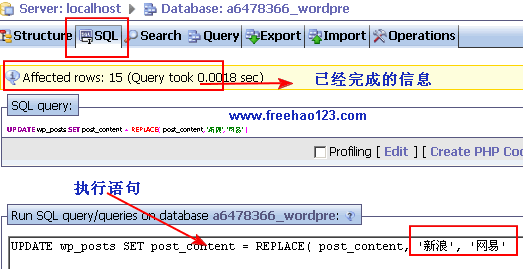 Server: localhost ▸ Database: a6478366_wordpre
Structure SQL Search Query Export Import Operations
Affected rows: 15 (Query took 0.0018 sec)
已经完成的信息
SQL query:
www.freehao123.com
UPDATE wp_posts SET post_content = REPLACE( post_content, '新浪', '网易' )
Profiling [ Edit ] [ Create PHP Co
执行语句
Run SQL query/queries on database a6478366_wordpre:
UPDATE wp_posts SET post_content = REPLACE( post_content, '新浪', '网易'